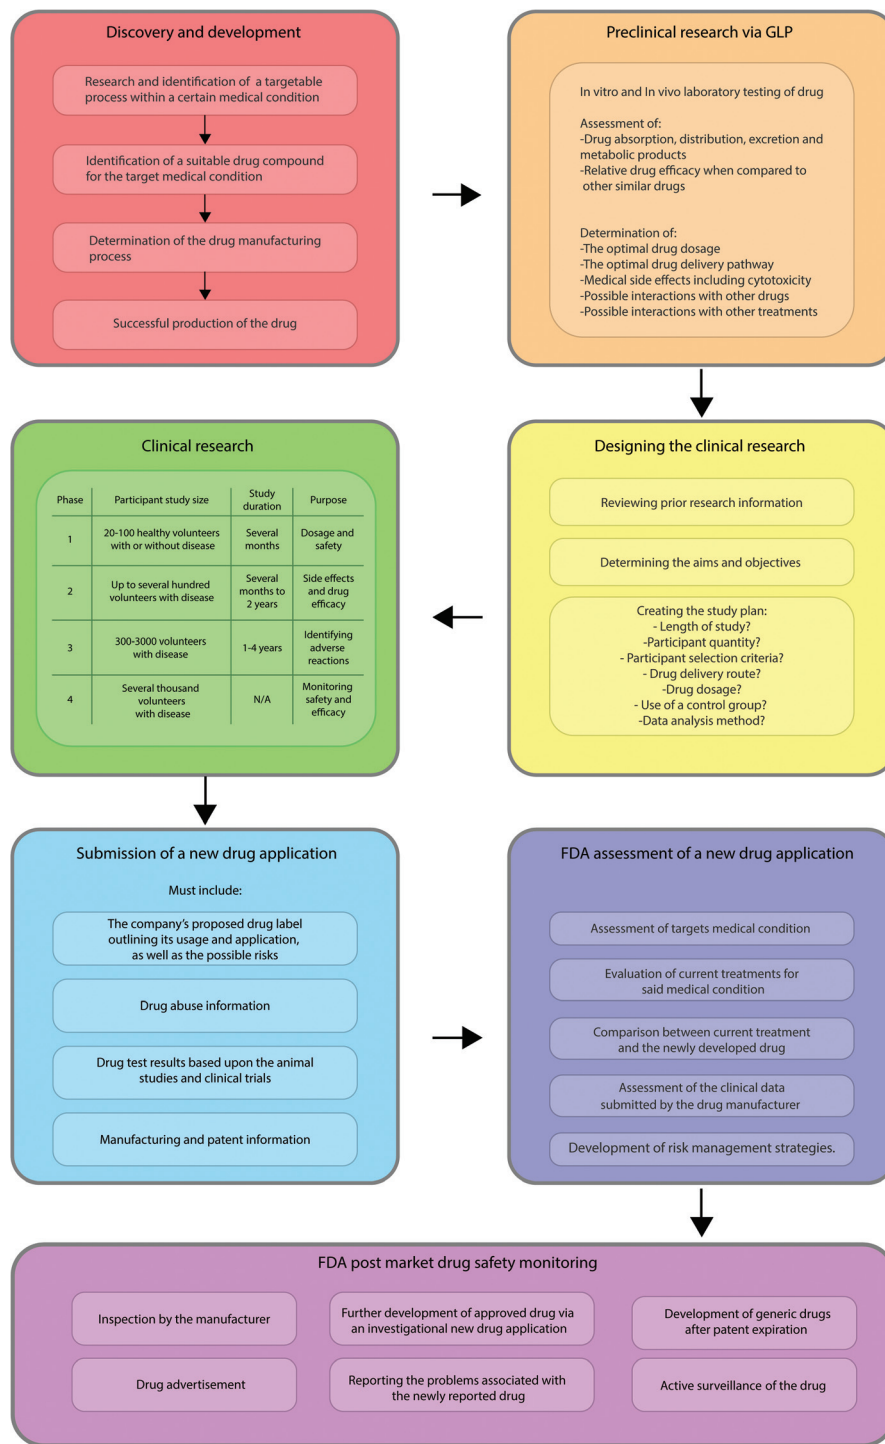 Discovery and development
Research and identification of a targetable
process within a certain medical condition
Identification of a suitable drug compound
for the target medical condition
Determination of the drug manufacturing
process
Successful production of the drug
Preclinical research via GLP
In vitro and In vivo laboratory testing of drug
Assessment of:
-Drug absorption, distribution, excretion and
metabolic products
-Relative drug efficacy when compared to
other similar drugs
Determination of:
-The optimal drug dosage
-The optimal drug delivery pathway
-Medical side effects including cytotoxicity
-Possible interactions with other drugs
-Possible interactions with other treatments
Designing the clinical research
Reviewing prior research information
Determining the aims and objectives
Creating the study plan:
- Length of study?
-Participant quantity?
- Participant selection criteria?
- Drug delivery route?
-Drug dosage?
- Use of a control group?
-Data analysis method?
Clinical research
Phase
Participant study size
Study
duration
Purpose
1
20-100 healthy volunteers
with or without disease
Several
months
Dosage and
safety
2
Up to several hundred
volunteers with disease
Several
months to
2 years
Side effects
and drug
efficacy
3
300-3000 volunteers
with disease
1-4 years
Identifying
adverse
reactions
4
Several thousand
volunteers
with disease
N/A
Monitoring
safety and
efficacy
Submission of a new drug application
Must include:
The company's proposed drug label
outlining its usage and application,
as well as the possible risks
Drug abuse information
Drug test results based upon the animal
studies and clinical trials
Manufacturing and patent information
FDA assessment of a new drug application
Assessment of targets medical condition
Evaluation of current treatments for
said medical condition
Comparison between current treatment
and the newly developed drug
Assessment of the clinical data
submitted by the drug manufacturer
Development of risk management strategies.
FDA post market drug safety monitoring
Inspection by the manufacturer
Further development of approved drug via
an investigational new drug application
Development of generic drugs
after patent expiration
Drug advertisement
Reporting the problems associated with
the newly reported drug
Active surveillance of the drug